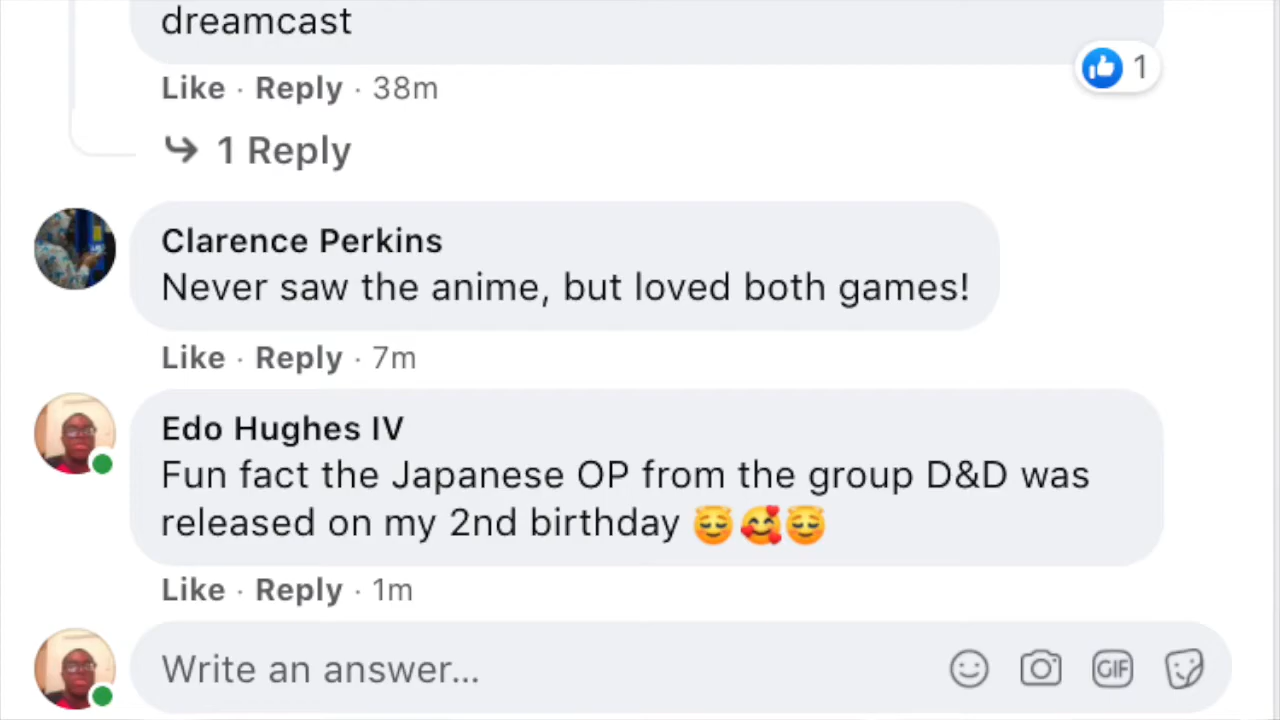 dreamcast
1
Like · Reply · 38m
1 Reply
Clarence Perkins
Never saw the anime, but loved both games!
Like · Reply · 7m
Edo Hughes IV
Fun fact the Japanese OP from the group D&D was
released on my 2nd birthday 😌🥰😌
Like · Reply · 1m
Write an answer...
GIF